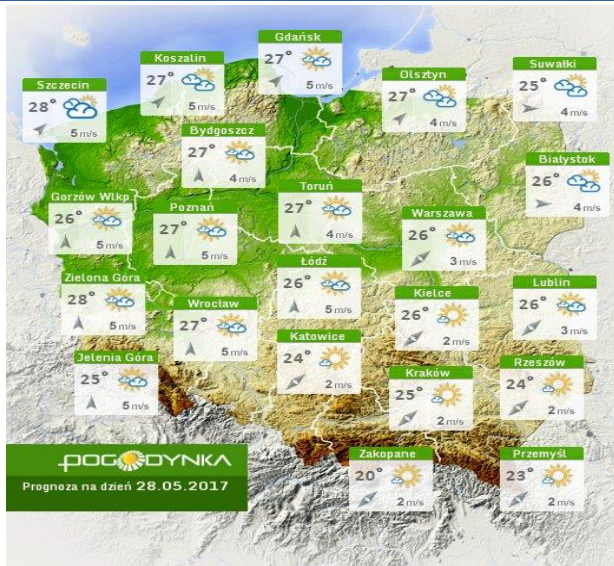 Gdańsk
27°
5 m/s
Koszalin
27°
5 m/s
Olsztyn
27°
4 m/s
Suwałki
25°
4 m/s
Szczecin
28°
5 m/s
Bydgoszcz
27°
4 m/s
Białystok
26°
4 m/s
Gorzów Wlkp
26°
5 m/s
Poznań
27°
5 m/s
Toruń
27°
4 m/s
Warszawa
26°
3 m/s
Zielona Góra
28°
5 m/s
Łódź
26°
5 m/s
Wrocław
27°
5 m/s
Kielce
26°
2 m/s
Lublin
26°
3 m/s
Jelenia Góra
25°
5 m/s
Katowice
24°
2 m/s
Kraków
25°
2 m/s
Rzeszów
24°
2 m/s
Zakopane
20°
2 m/s
Przemyśl
23°
2 m/s
POGODYNKA
Prognoza na dzień 28.05.2017